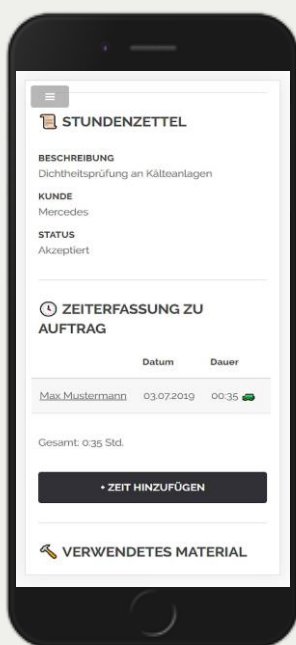 STUNDENZETTEL
BESCHREIBUNG
Dichtheitsprüfung an Kälteanlagen
KUNDE
Mercedes
STATUS
Akzeptiert
ZEITERFASSUNG ZU
AUFTRAG
Datum Dauer
Max Mustermann 03.07.2019 00:35
Gesamt: 0:35 Std.
+ ZEIT HINZUFÜGEN
VERWENDETES MATERIAL